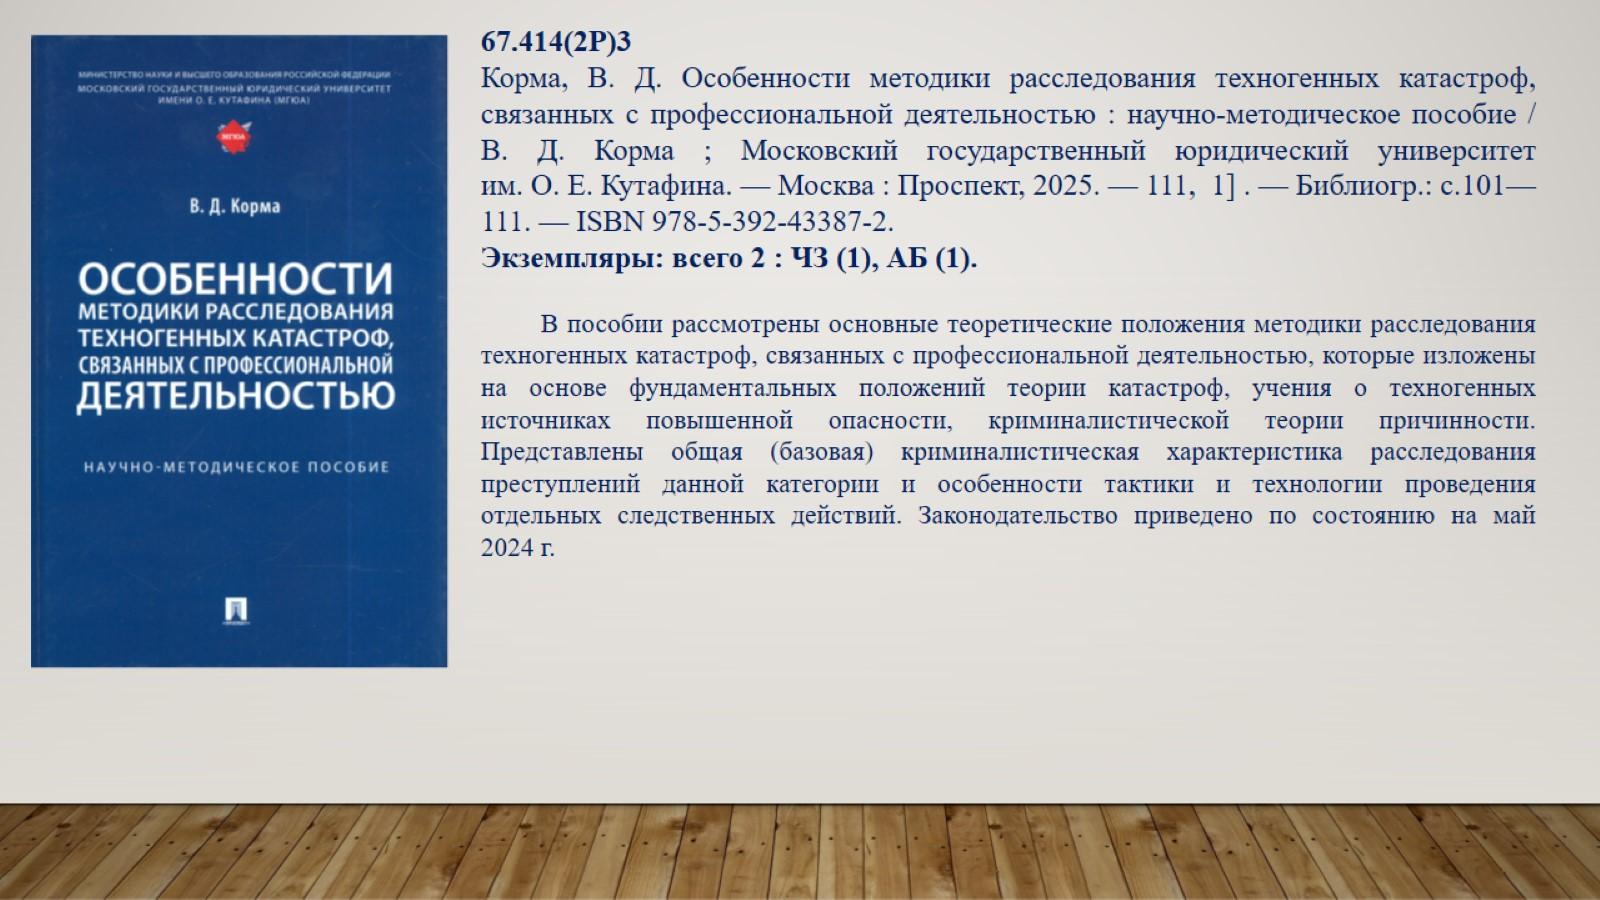 МИНИСТЕРСТВО НАУКИ И ВЫСШЕГО ОБРАЗОВАНИЯ РОССИЙСКОЙ ФЕДЕРАЦИИ
МОСКОВСКИЙ ГОСУДАРСТВЕННЫЙ ЮРИДИЧЕСКИЙ УНИВЕРСИТЕТ
ИМЕНИ О. Е. КУТАФИНА (МГЮА)
МГЮА
В. Д. Корма
ОСОБЕННОСТИ
МЕТОДИКИ РАССЛЕДОВАНИЯ
ТЕХНОГЕННЫХ КАТАСТРОФ,
СВЯЗАННЫХ С ПРОФЕССИОНАЛЬНОЙ
ДЕЯТЕЛЬНОСТЬЮ
НАУЧНО-МЕТОДИЧЕСКОЕ ПОСОБИЕ
67.414(2Р)3
Корма, В. Д. Особенности методики расследования техногенных катастроф,
связанных с профессиональной деятельностью : научно-методическое пособие /
В. Д. Корма ; Московский государственный юридический университет
им. О. Е. Кутафина. — Москва : Проспект, 2025. — 111, 1] . — Библиогр.: с.101—
111. — ISBN 978-5-392-43387-2.
Экземпляры: всего 2 : ЧЗ (1), АБ (1).
В пособии рассмотрены основные теоретические положения методики расследования
техногенных катастроф, связанных с профессиональной деятельностью, которые изложены
на основе фундаментальных положений теории катастроф, учения о техногенных
источниках повышенной опасности, криминалистической теории причинности.
Представлены общая (базовая) криминалистическая характеристика расследования
преступлений данной категории и особенности тактики и технологии проведения
отдельных следственных действий. Законодательство приведено по состоянию на май
2024 г.